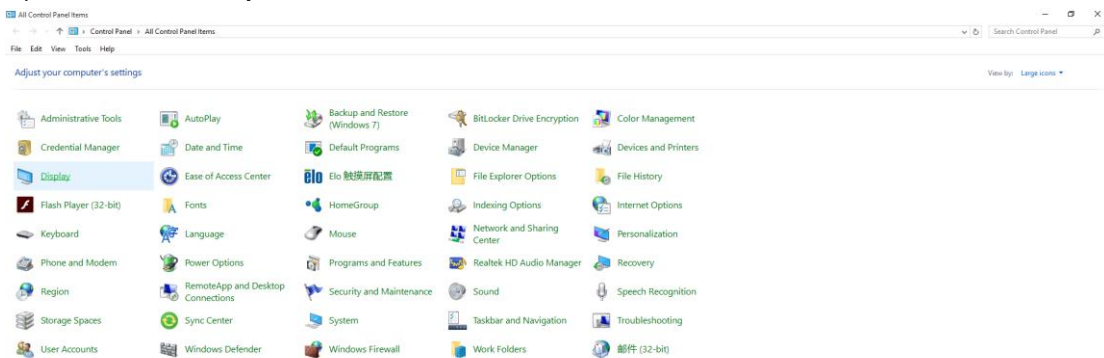 All Control Panel Items
Control Panel › All Control Panel Items
Search Control Panel
File Edit View Tools Help
Adjust your computer's settings
View by: Large icons
Administrative Tools
AutoPlay
Backup and Restore
(Windows 7)
BitLocker Drive Encryption
Color Management
Credential Manager
Date and Time
Default Programs
Device Manager
Devices and Printers
Display
Ease of Access Center
elo
Elo 触摸屏配置
File Explorer Options
File History
Flash Player (32-bit)
Fonts
HomeGroup
Indexing Options
Internet Options
Keyboard
Language
Mouse
Network and Sharing
Center
Personalization
Phone and Modem
Power Options
Programs and Features
Realtek HD Audio Manager
Recovery
Region
RemoteApp and Desktop
Connections
Security and Maintenance
Sound
Speech Recognition
Storage Spaces
Sync Center
System
Taskbar and Navigation
Troubleshooting
User Accounts
Windows Defender
Windows Firewall
Work Folders
邮件 (32-bit)